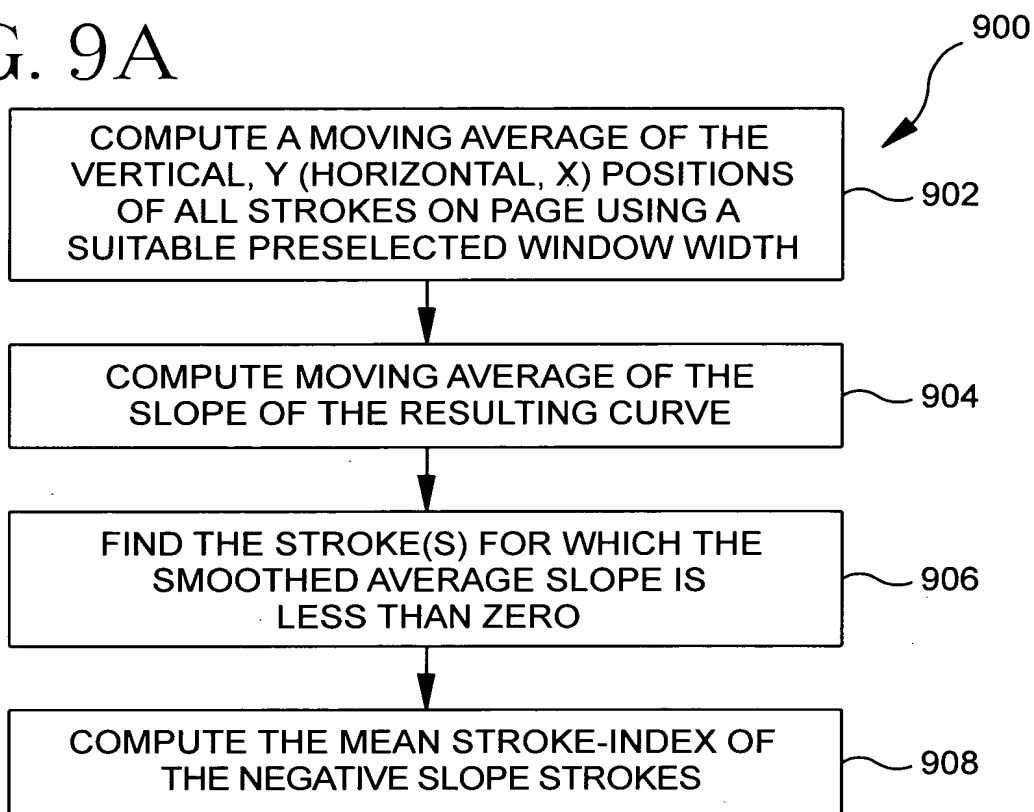 G. 9A
900
COMPUTE A MOVING AVERAGE OF THE
VERTICAL, Y (HORIZONTAL, X) POSITIONS
OF ALL STROKES ON PAGE USING A
SUITABLE PRESELECTED WINDOW WIDTH
902
COMPUTE MOVING AVERAGE OF THE
SLOPE OF THE RESULTING CURVE
904
FIND THE STROKE(S) FOR WHICH THE
SMOOTHED AVERAGE SLOPE IS
LESS THAN ZERO
906
COMPUTE THE MEAN STROKE-INDEX OF
THE NEGATIVE SLOPE STROKES
908